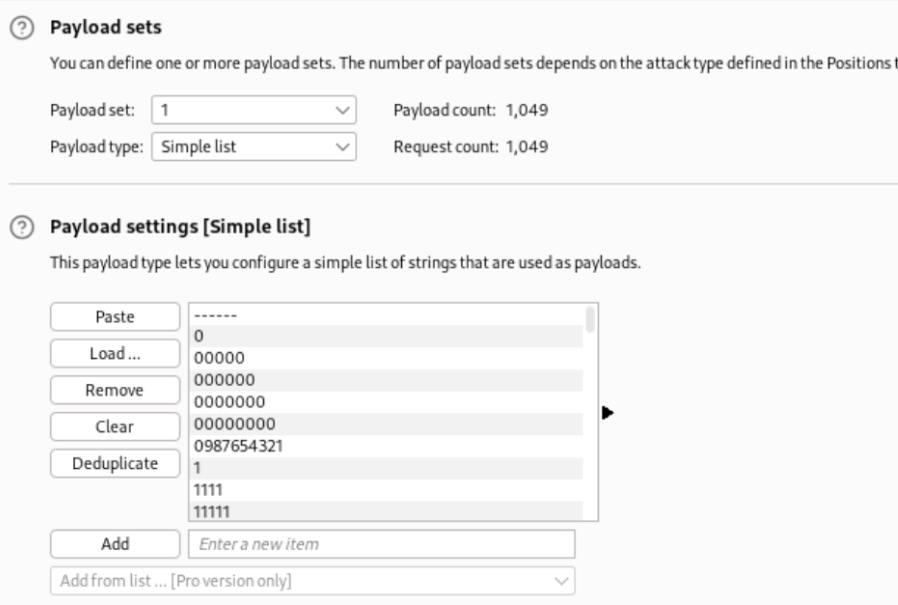 Payload sets
You can define one or more payload sets. The number of payload sets depends on the attack type defined in the Positions t
Payload set: 1 Payload count: 1,049
Payload type: Simple list Request count: 1,049
Payload settings [Simple list]
This payload type lets you configure a simple list of strings that are used as payloads.
Paste
Load ...
Remove
Clear
Deduplicate
------
0
00000
000000
0000000
00000000
0987654321
1
1111
11111
Add Enter a new item
Add from list ... [Pro version only]